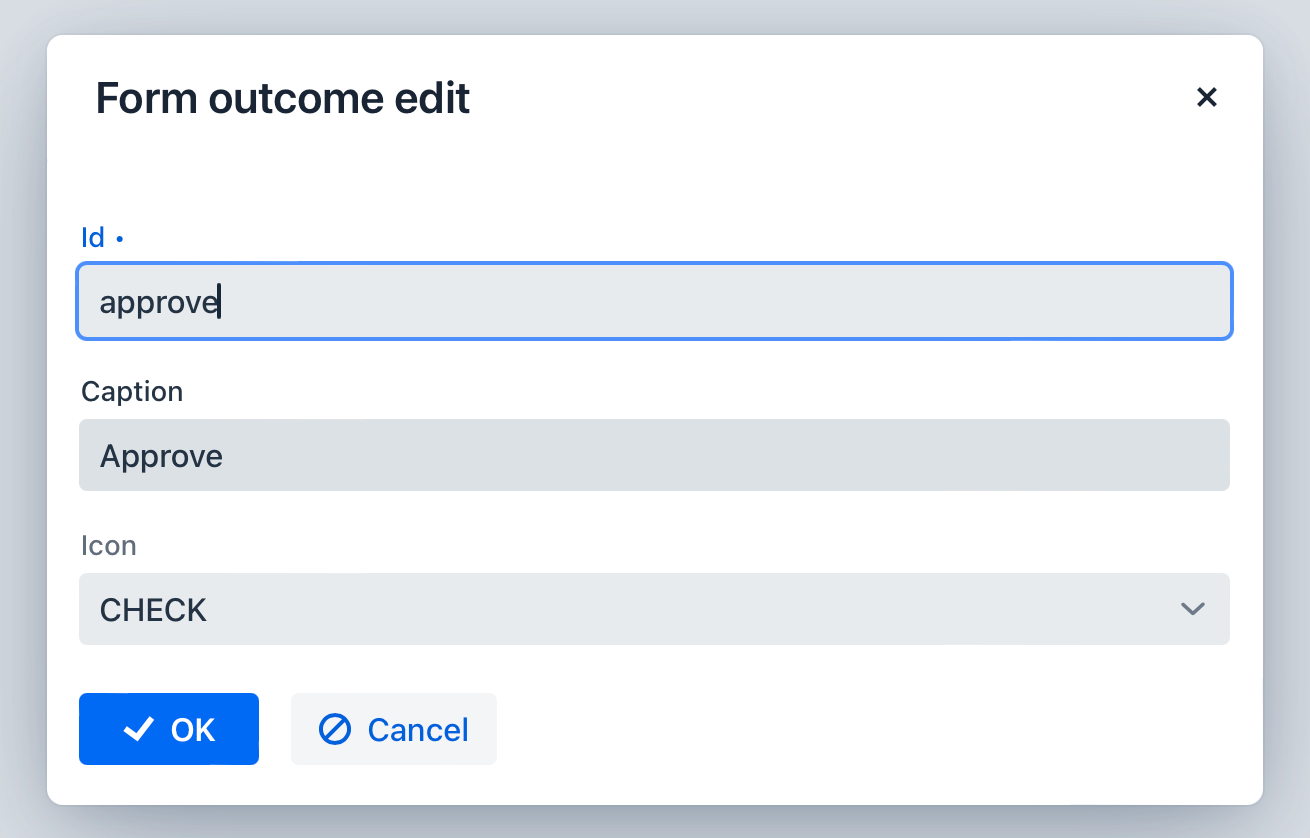 Form outcome edit
Id •
approve
Caption
Approve
Icon
CHECK
OK
Cancel